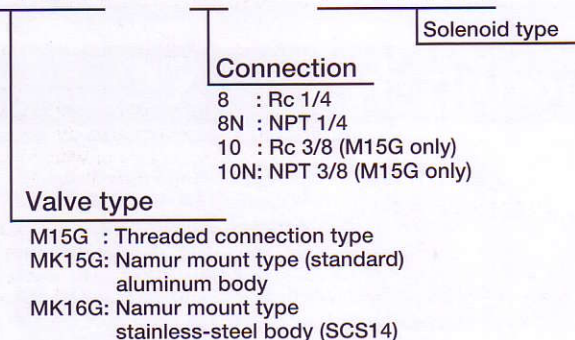 Solenoid type
Connection
8 : Rc 1/4
8N : NPT 1/4
10 : Rc 3/8 (M15G only)
10N: NPT 3/8 (M15G only)
Valve type
M15G : Threaded connection type
MK15G: Namur mount type (standard)
aluminum body
MK16G: Namur mount type
stainless-steel body (SCS14)